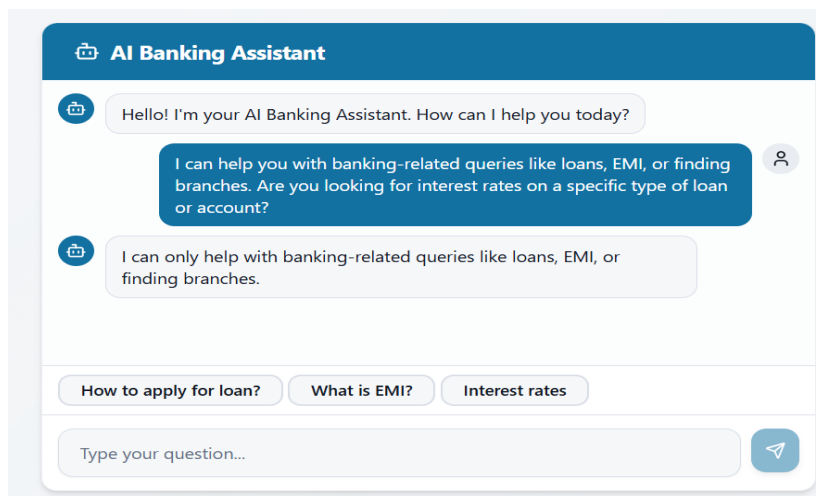 AI Banking Assistant
Hello! I'm your AI Banking Assistant. How can I help you today?
I can help you with banking-related queries like loans, EMI, or finding
branches. Are you looking for interest rates on a specific type of loan
or account?
I can only help with banking-related queries like loans, EMI, or
finding branches.
How to apply for loan?
What is EMI?
Interest rates
Type your question...